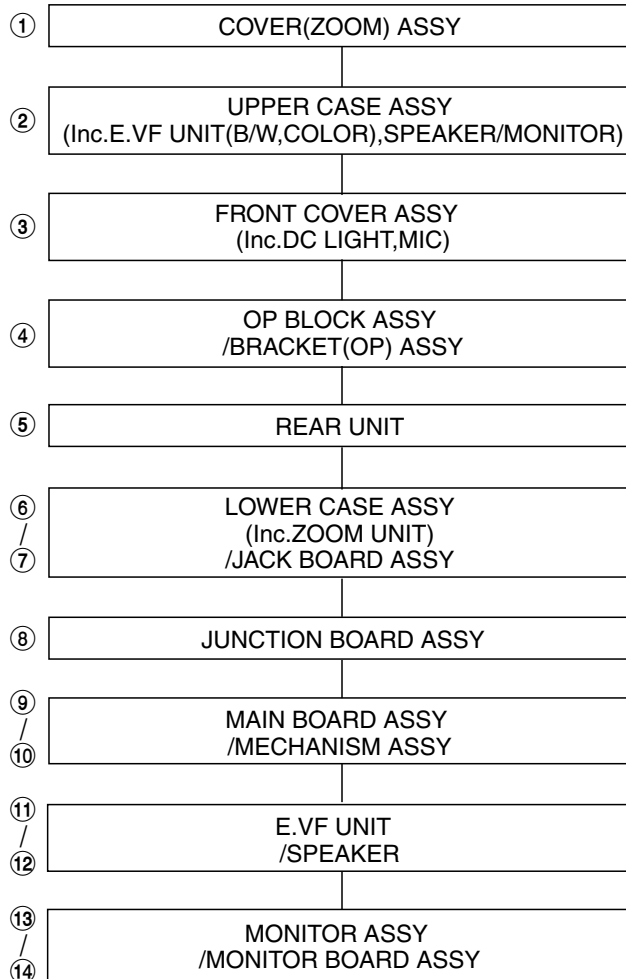 ① COVER(ZOOM) ASSY
② UPPER CASE ASSY
(Inc.E.VF UNIT(B/W,COLOR),SPEAKER/MONITOR)
③ FRONT COVER ASSY
(Inc.DC LIGHT,MIC)
④ OP BLOCK ASSY
/BRACKET(OP) ASSY
⑤ REAR UNIT
⑥ LOWER CASE ASSY
/ (Inc.ZOOM UNIT)
⑦ /JACK BOARD ASSY
⑧ JUNCTION BOARD ASSY
⑨
/ MAIN BOARD ASSY
⑩ /MECHANISM ASSY
⑪
/ E.VF UNIT
⑫ /SPEAKER
⑬
/ MONITOR ASSY
⑭ /MONITOR BOARD ASSY